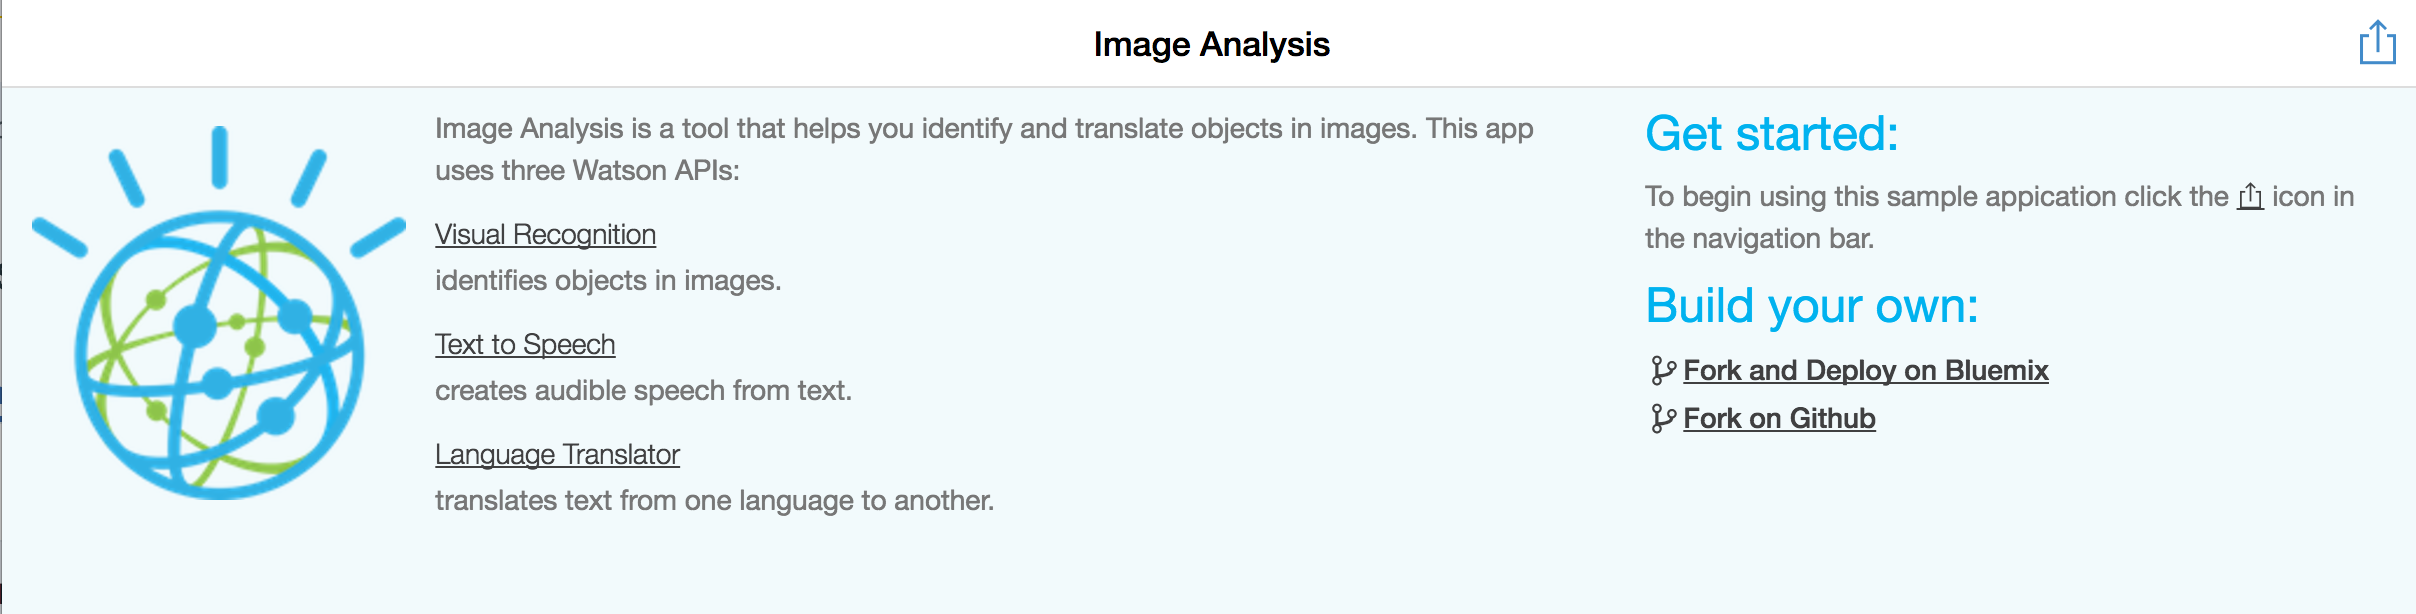 Image Analysis
Image Analysis is a tool that helps you identify and translate objects in images. This app
uses three Watson APIs:
Visual Recognition
identifies objects in images.
Text to Speech
creates audible speech from text.
Language Translator
translates text from one language to another.
Get started:
To begin using this sample appication click the icon in
the navigation bar.
Build your own:
Fork and Deploy on Bluemix
Fork on Github